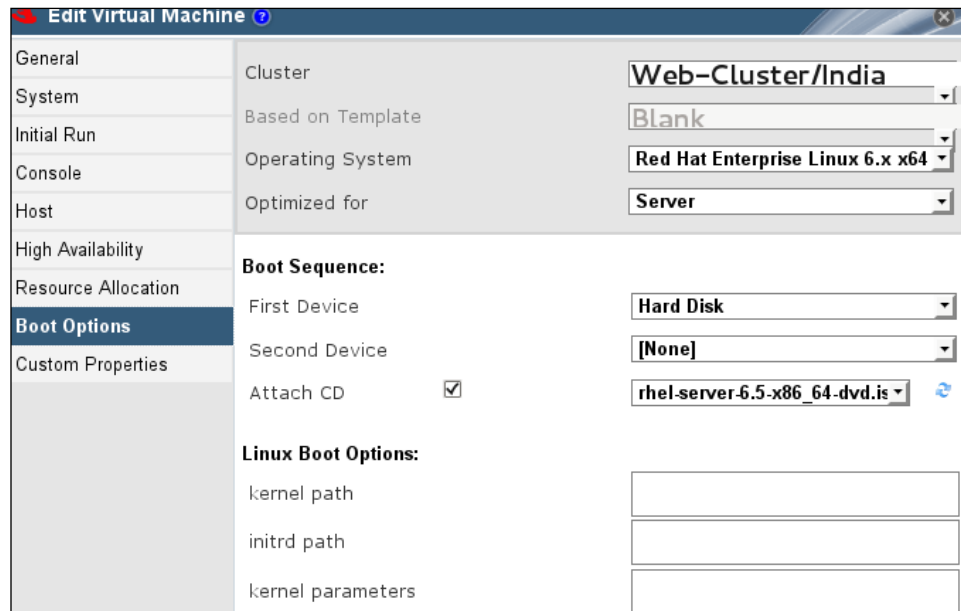 Edit Virtual Machine ?
General
System
Initial Run
Console
Host
High Availability
Resource Allocation
Boot Options
Custom Properties
Cluster Web-Cluster/India
Based on Template Blank
Operating System Red Hat Enterprise Linux 6.x x64
Optimized for Server
Boot Sequence:
First Device Hard Disk
Second Device [None]
Attach CD rhel-server-6.5-x86_64-dvd.is
Linux Boot Options:
kernel path
initrd path
kernel parameters